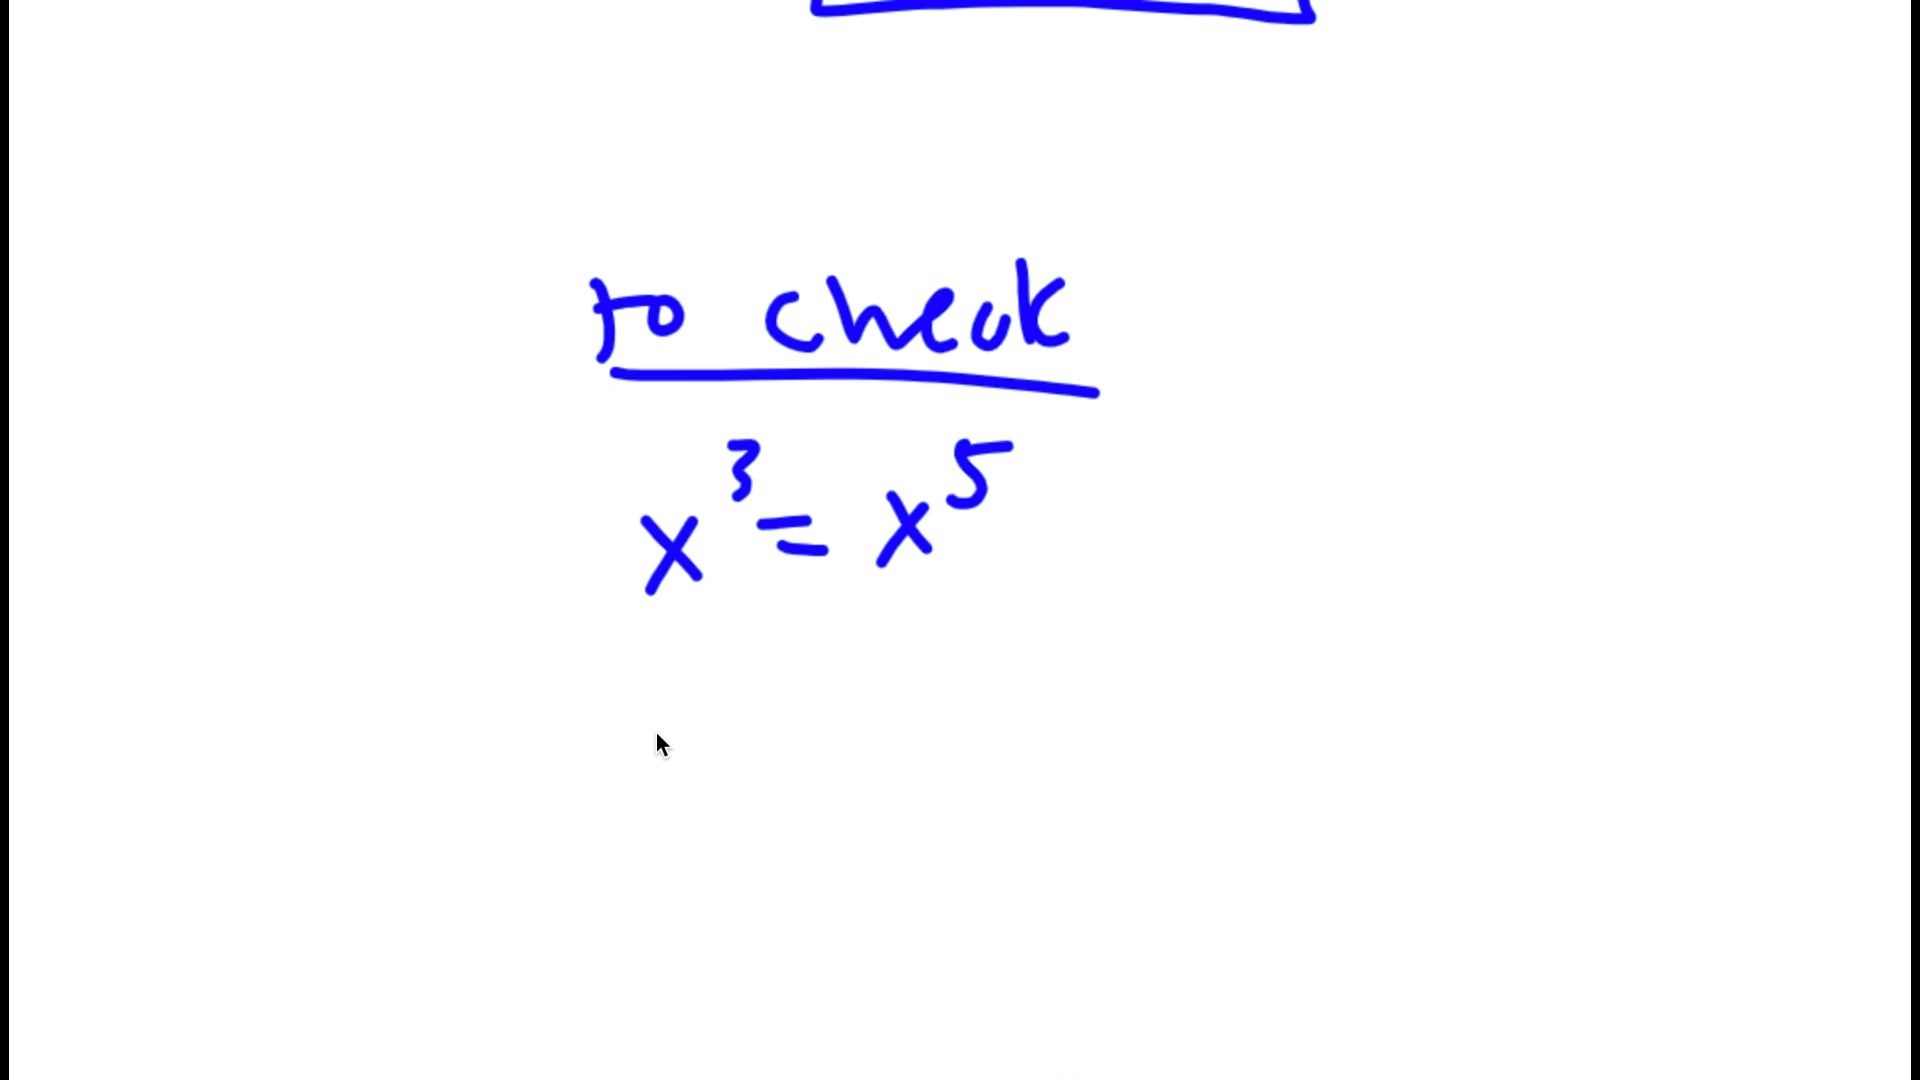 to check
x³ = x⁵